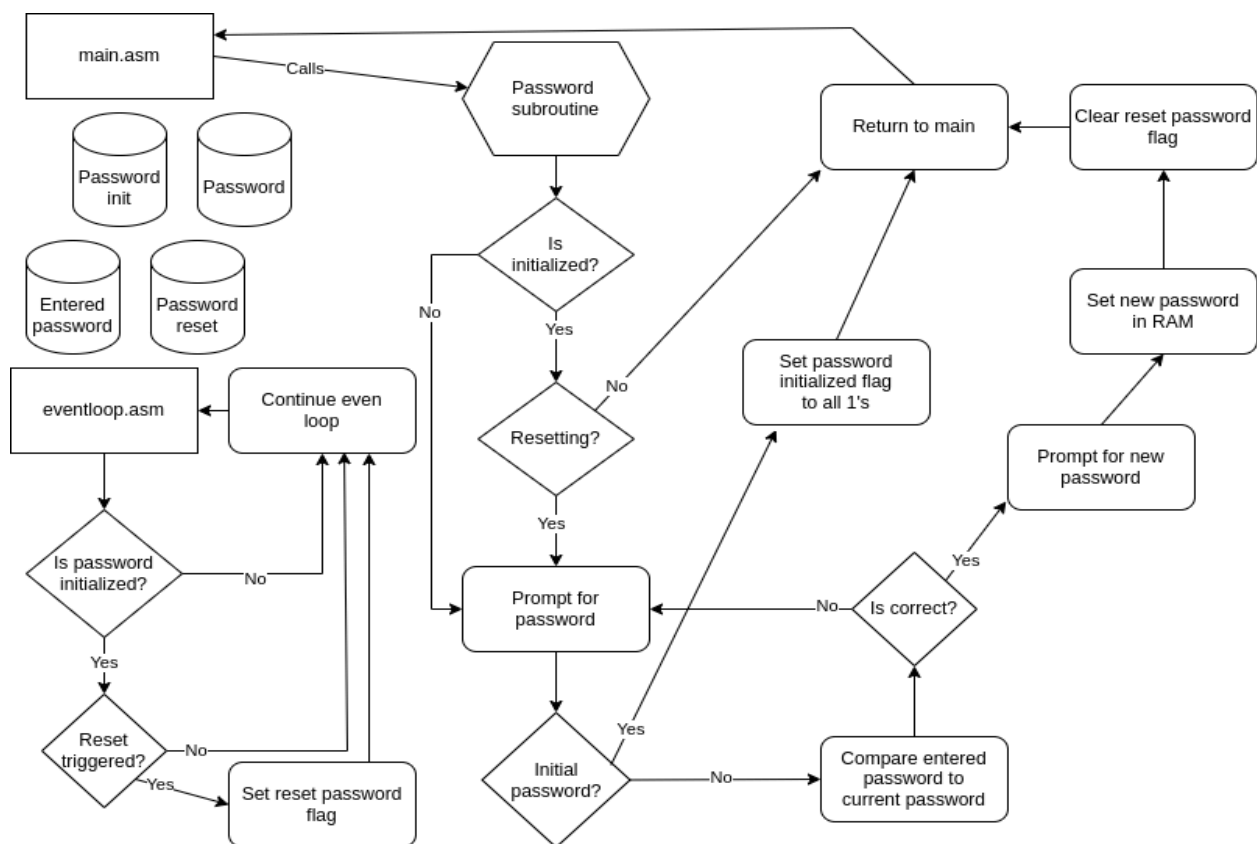 main.asm
Calls
Password
subroutine
Return to main
Clear reset password
flag
Password
init
Password
Is
initialized?
Entered
password
Password
reset
No
Yes
Set new password
in RAM
eventloop.asm
Continue even
loop
Resetting?
No
Set password
initialized flag
to all 1's
Prompt for new
password
Yes
Is password
initialized?
No
Prompt for
password
No
Is correct?
Yes
Yes
Reset
triggered?
No
Yes
Set reset password
flag
Initial
password?
Yes
No
Compare entered
password to
current password